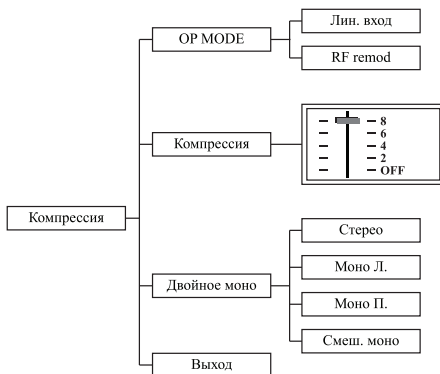 Лин. вход
OP MODE
RF remod
8
6
Компрессия
4
2
OFF
Компрессия
Стерео
Моно Л.
Двойное моно
Моно П.
Смеш. моно
Выход